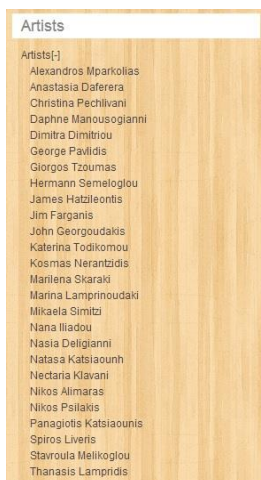 Artists
Artists[-]
Alexandros Mparkolias
Anastasia Daferera
Christina Pechlivani
Daphne Manousogianni
Dimitra Dimitriou
George Pavlidis
Giorgos Tzoumas
Hermann Semeloglou
James Hatzileontis
Jim Farganis
John Georgoudakis
Katerina Todikomou
Kosmas Nerantzidis
Marilena Skaraki
Marina Lamprinoudaki
Mikaela Simitzi
Nana Iliadou
Nasia Deligianni
Natasa Katsiaounh
Nectaria Klavani
Nikos Alimaras
Nikos Psilakis
Panagiotis Katsiaounis
Spiros Liveris
Stavroula Melikoglou
Thanasis Lampridis